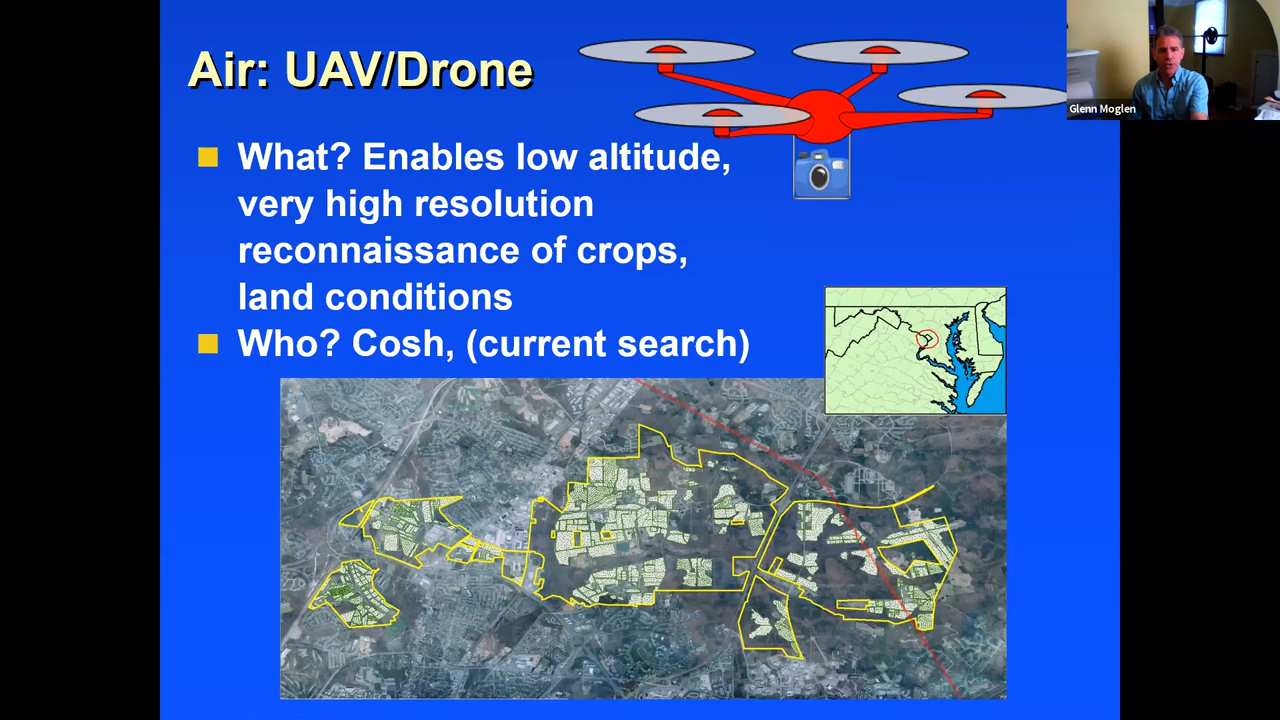 Air: UAV/Drone
Glenn Moglen
What? Enables low altitude,
very high resolution
reconnaissance of crops,
land conditions
Who? Cosh, (current search)